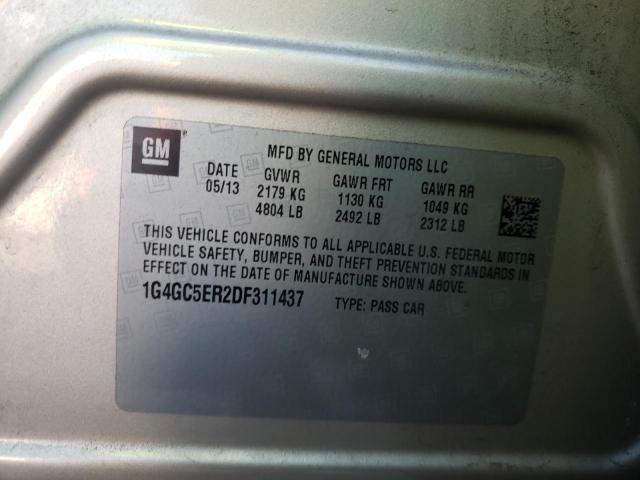 GM
MFD BY GENERAL MOTORS LLC
DATE GVWR GAWR FRT GAWR RR
05/13 2179 KG 1130 KG 1049 KG
4804 LB 2492 LB 2312 LB
THIS VEHICLE CONFORMS TO ALL APPLICABLE U.S. FEDERAL MOTOR
VEHICLE SAFETY, BUMPER, AND THEFT PREVENTION STANDARDS IN
EFFECT ON THE DATE OF MANUFACTURE SHOWN ABOVE.
1G4GC5ER2DF311437 TYPE: PASS CAR